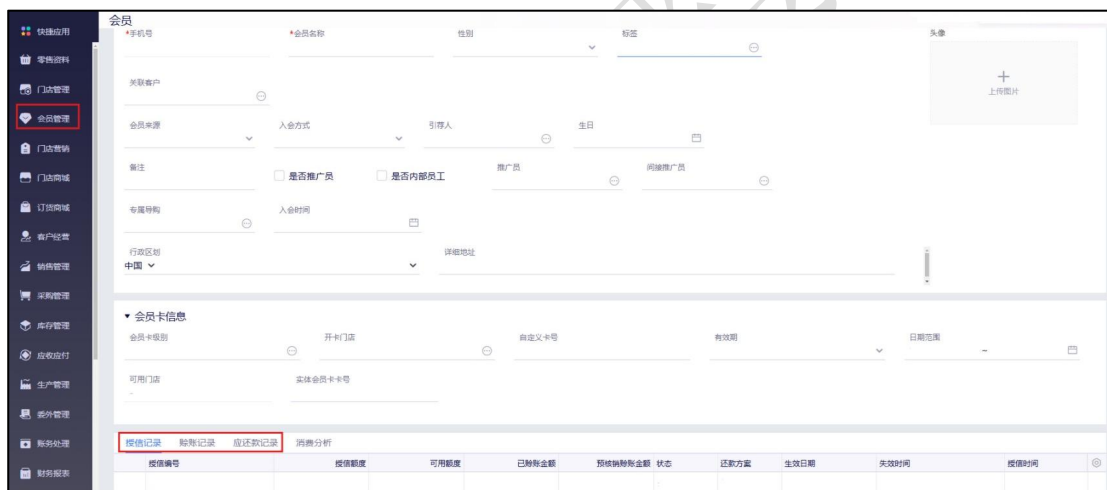 会员
快捷应用
零售资料
门店管理
会员管理
门店营销
门店商城
订货商城
客户经营
销售管理
采购管理
库存管理
应收应付
生产管理
委外管理
账务处理
财务报表
*手机号 *会员名称 性别 标签 头像
上传图片
关联客户
会员来源 入会方式 引荐人 生日
备注 是否推广员 是否内部员工 推广员 间接推广员
专属导购 入会时间
行政区划 详细地址
中国
会员卡信息
会员卡级别 开卡门店 自定义卡号 有效期 日期范围
–
可用门店 实体会员卡卡号
授信记录 赊账记录 应还款记录 消费分析
授信编号 授信额度 可用额度 已赊账金额 预核销赊账金额 状态 还款方案 生效日期 失效时间 授信时间